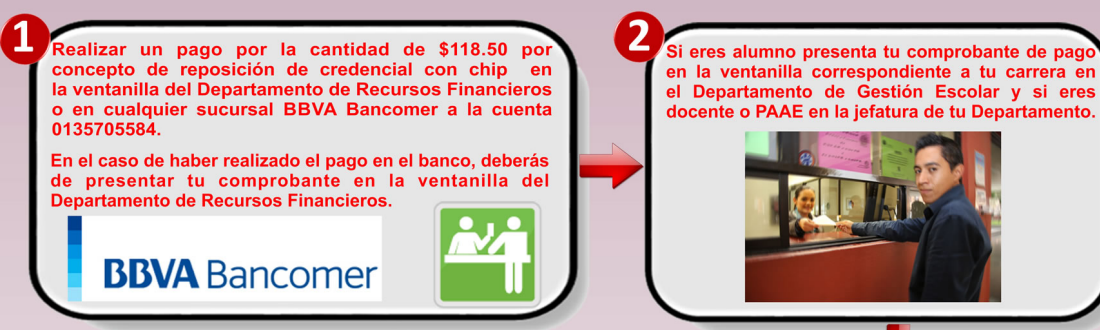 1
Realizar un pago por la cantidad de $118.50 por
concepto de reposición de credencial con chip en
la ventanilla del Departamento de Recursos Financieros
o en cualquier sucursal BBVA Bancomer a la cuenta
0135705584.
En el caso de haber realizado el pago en el banco, deberás
de presentar tu comprobante en la ventanilla del
Departamento de Recursos Financieros.
BBVA Bancomer
2
Si eres alumno presenta tu comprobante de pago
en la ventanilla correspondiente a tu carrera en
el Departamento de Gestión Escolar y si eres
docente o PAAE en la jefatura de tu Departamento.